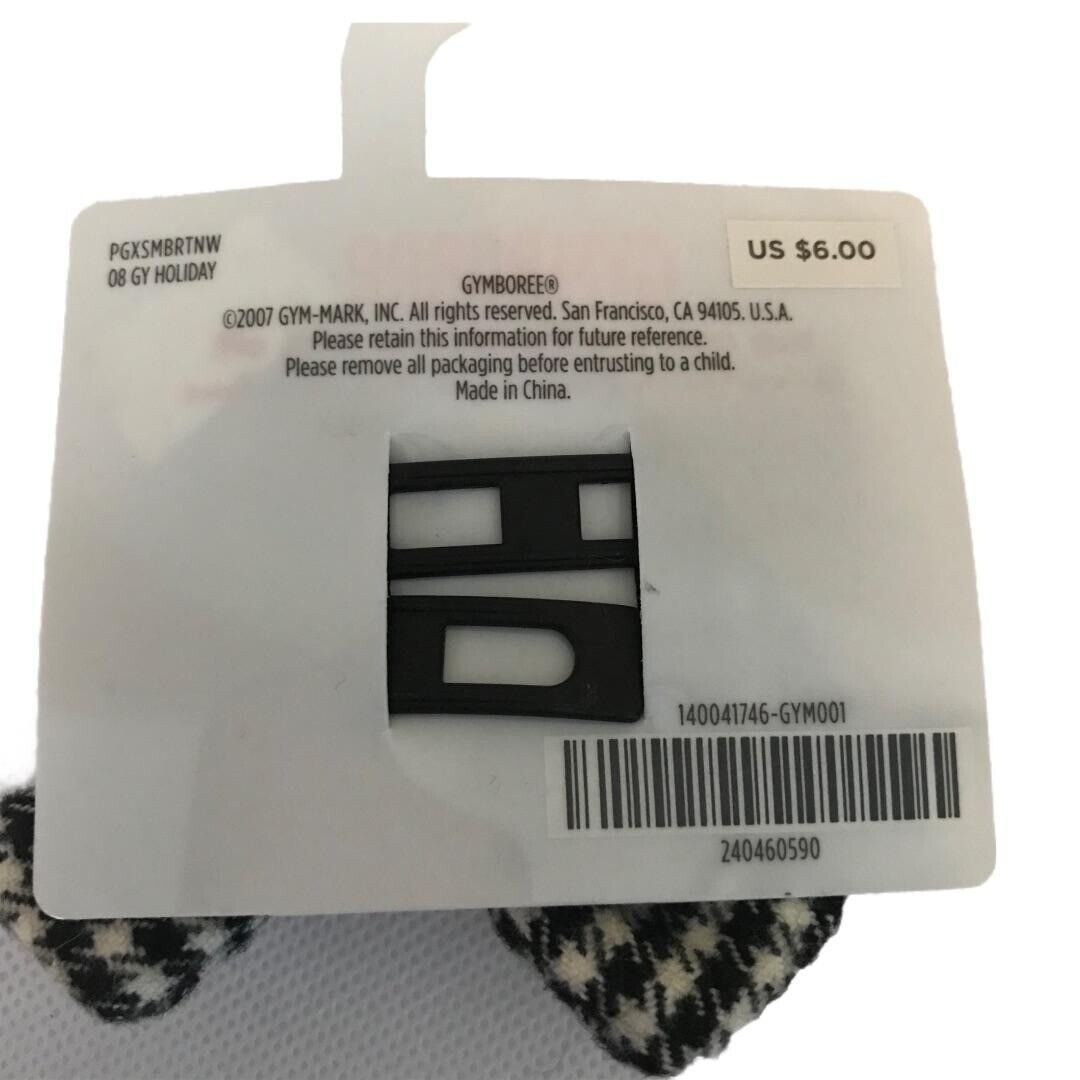 PGXSMBRTNW
08 GY HOLIDAY
US $6.00
GYMBOREE®
©2007 GYM-MARK, INC. All rights reserved. San Francisco, CA 94105. U.S.A.
Please retain this information for future reference.
Please remove all packaging before entrusting to a child.
Made in China.
140041746-GYM001
240460590